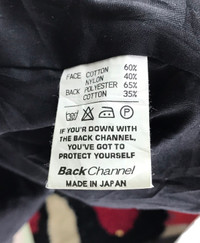 FACE COTTON 60%
NYLON 40%
BACK POLYESTER 65%
COTTON 35%
IF YOU'RE DOWN WITH
THE BACK CHANNEL,
YOU'VE GOT TO
PROTECT YOURSELF
Back Channel
MADE IN JAPAN